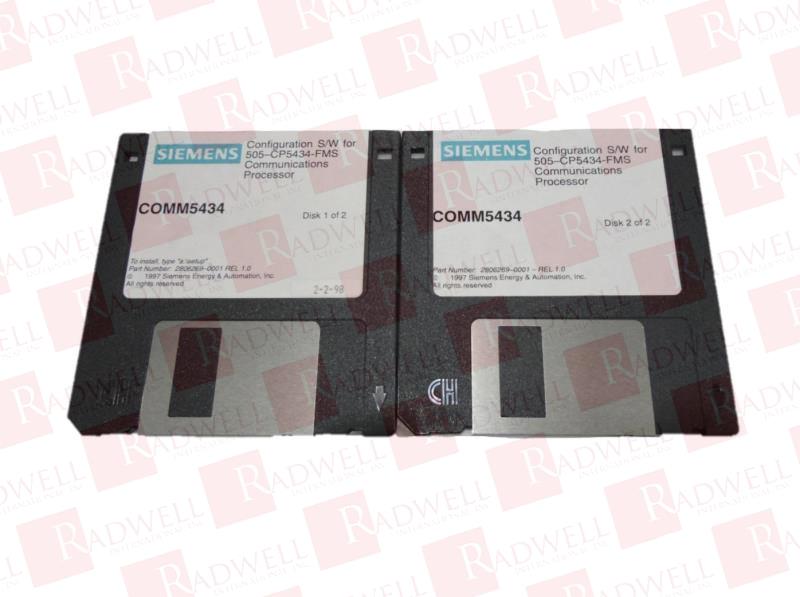 SIEMENS
Configuration S/W for
505-CP5434-FMS
Communications
Processor
COMM5434
Disk 1 of 2
To install, type "a:\setup"
Part Number: 2806269-0001 REL 1.0
© 1997 Siemens Energy & Automation, Inc.
All rights reserved
2-2-98
SIEMENS
Configuration S/W for
505-CP5434-FMS
Communications
Processor
COMM5434
Disk 2 of 2
Part Number: 2806269-0001 - REL 1.0
© 1997 Siemens Energy & Automation, Inc.
All rights reserved
RADWELL
INTERNATIONAL, INC.